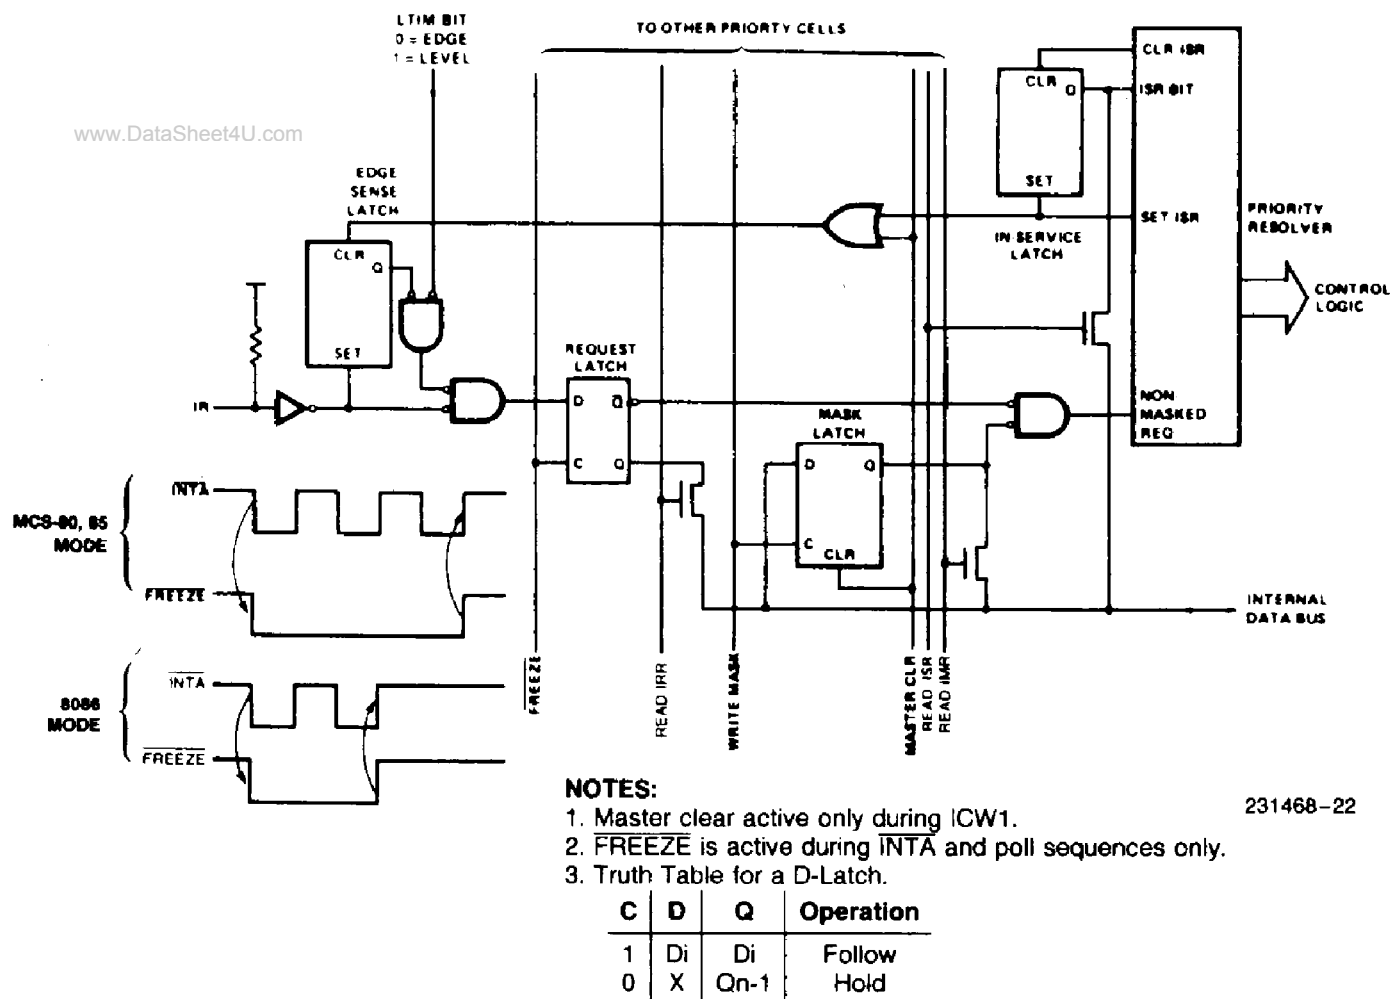 LTIM BIT
0 = EDGE
1 = LEVEL
TO OTHER PRIORTY CELLS
CLR ISR
CLR
Q
ISR BIT
SET
SET ISR
PRIORITY
RESOLVER
IN SERVICE
LATCH
CONTROL
LOGIC
NON
MASKED
REQ
www.DataSheet4U.com
EDGE
SENSE
LATCH
CLR
Q
SET
REQUEST
LATCH
IR
D
Q
C
Q
MASK
LATCH
D
Q
C
CLR
INTERNAL
DATA BUS
INTA
MCS-80, 85
MODE
FREEZE
INTA
8086
MODE
FREEZE
FREEZE
READ IRR
WRITE MASK
MASTER CLR
READ ISR
READ IMR
NOTES:
231468-22
1. Master clear active only during ICW1.
2. FREEZE is active during INTA and poll sequences only.
3. Truth Table for a D-Latch.
C D Q Operation
1 Di Di Follow
0 X Qn-1 Hold